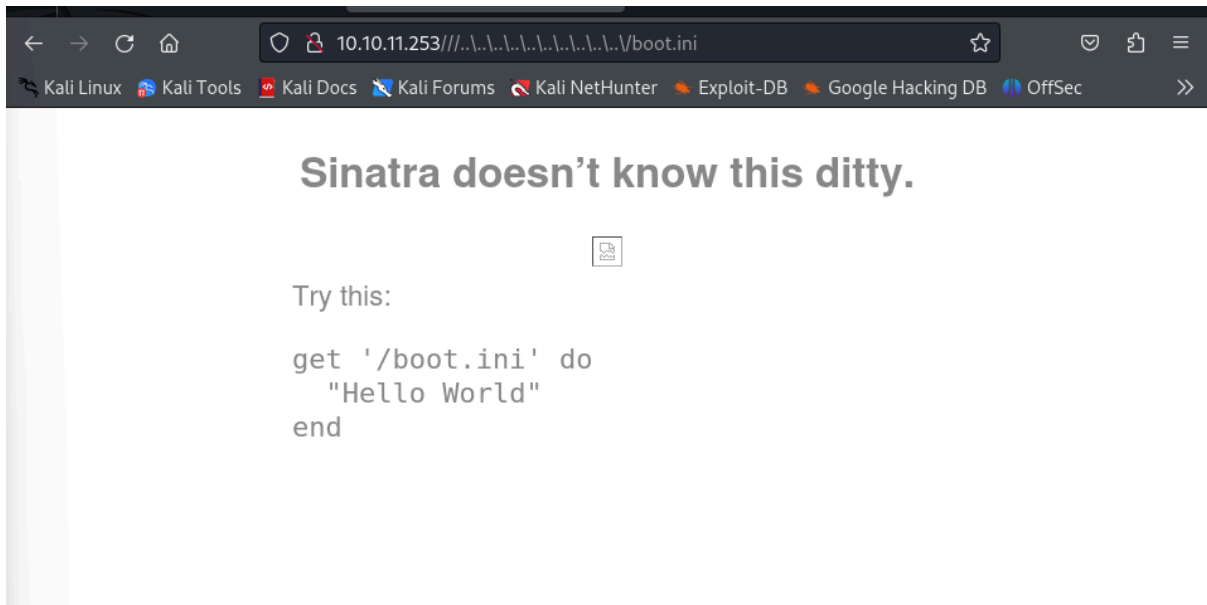 10.10.11.253///..\..\..\..\..\..\..\..\..\..\/boot.ini
Kali Linux Kali Tools Kali Docs Kali Forums Kali NetHunter Exploit-DB Google Hacking DB OffSec
Sinatra doesn’t know this ditty.
Try this:
get '/boot.ini' do
"Hello World"
end